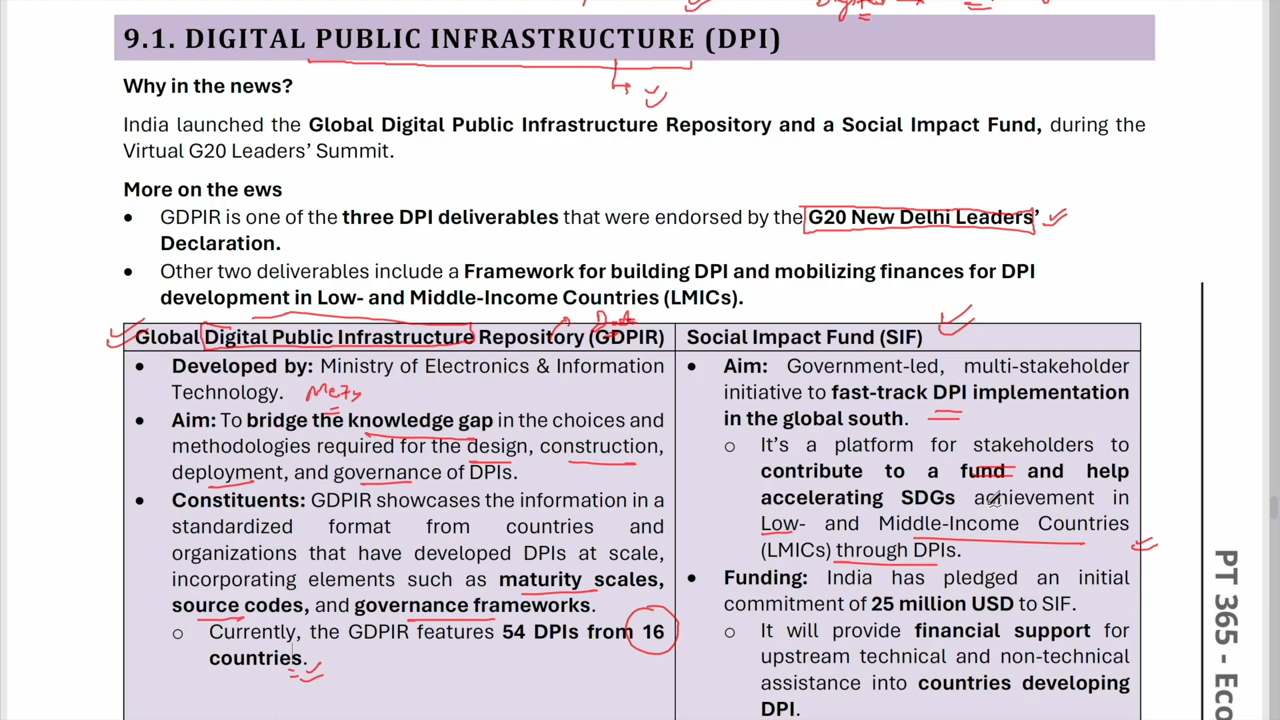 9.1. DIGITAL PUBLIC INFRASTRUCTURE (DPI)
Why in the news?
India launched the Global Digital Public Infrastructure Repository and a Social Impact Fund, during the
Virtual G20 Leaders' Summit.
More on the ews
• GDPIR is one of the three DPI deliverables that were endorsed by the G20 New Delhi Leaders'
Declaration.
• Other two deliverables include a Framework for building DPI and mobilizing finances for DPI
development in Low- and Middle-Income Countries (LMICs).
Global Digital Public Infrastructure Repository (GDPIR)
• Developed by: Ministry of Electronics & Information
Technology.
• Aim: To bridge the knowledge gap in the choices and
methodologies required for the design, construction,
deployment, and governance of DPIs.
• Constituents: GDPIR showcases the information in a
standardized format from countries and
organizations that have developed DPIs at scale,
incorporating elements such as maturity scales,
source codes, and governance frameworks.
o Currently, the GDPIR features 54 DPIs from 16
countries.
Social Impact Fund (SIF)
• Aim: Government-led, multi-stakeholder
initiative to fast-track DPI implementation
in the global south.
o It's a platform for stakeholders to
contribute to a fund and help
accelerating SDGs achievement in
Low- and Middle-Income Countries
(LMICs) through DPIs.
• Funding: India has pledged an initial
commitment of 25 million USD to SIF.
o It will provide financial support for
upstream technical and non-technical
assistance into countries developing
DPI.
PT 365 - Eco